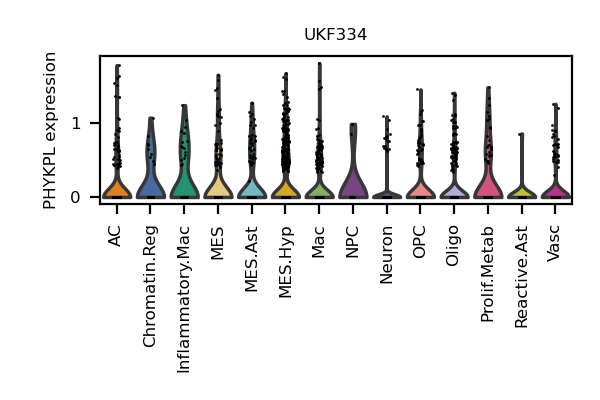 UKF334
PHYKPL expression
1
0
AC
Chromatin.Reg
Inflammatory.Mac
MES
MES.Ast
MES.Hyp
Mac
NPC
Neuron
OPC
Oligo
Prolif.Metab
Reactive.Ast
Vasc